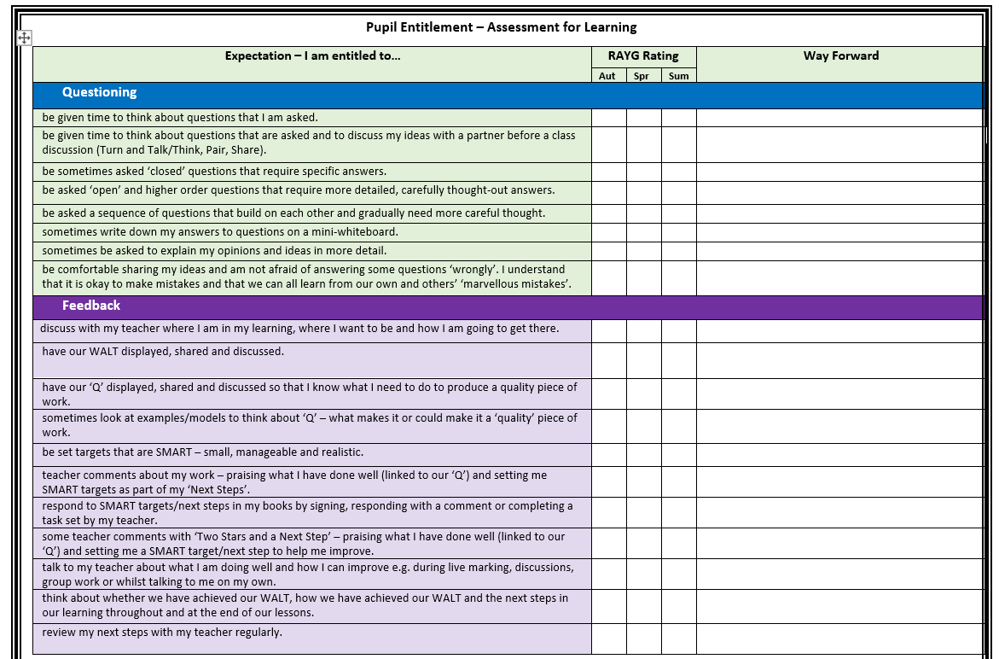 Pupil Entitlement – Assessment for Learning
Expectation – I am entitled to...
RAYG Rating
Way Forward
Aut
Spr
Sum
Questioning
be given time to think about questions that I am asked.
be given time to think about questions that are asked and to discuss my ideas with a partner before a class
discussion (Turn and Talk/Think, Pair, Share).
be sometimes asked ‘closed’ questions that require specific answers.
be asked ‘open’ and higher order questions that require more detailed, carefully thought-out answers.
be asked a sequence of questions that build on each other and gradually need more careful thought.
sometimes write down my answers to questions on a mini-whiteboard.
sometimes be asked to explain my opinions and ideas in more detail.
be comfortable sharing my ideas and am not afraid of answering some questions ‘wrongly’. I understand
that it is okay to make mistakes and that we can all learn from our own and others’ ‘marvellous mistakes’.
Feedback
discuss with my teacher where I am in my learning, where I want to be and how I am going to get there.
have our WALT displayed, shared and discussed.
have our ‘Q’ displayed, shared and discussed so that I know what I need to do to produce a quality piece of
work.
sometimes look at examples/models to think about ‘Q’ – what makes it or could make it a ‘quality’ piece of
work.
be set targets that are SMART – small, manageable and realistic.
teacher comments about my work – praising what I have done well (linked to our ‘Q’) and setting me
SMART targets as part of my ‘Next Steps’.
respond to SMART targets/next steps in my books by signing, responding with a comment or completing a
task set by my teacher.
some teacher comments with ‘Two Stars and a Next Step’ – praising what I have done well (linked to our
‘Q’) and setting me a SMART target/next step to help me improve.
talk to my teacher about what I am doing well and how I can improve e.g. during live marking, discussions,
group work or whilst talking to me on my own.
think about whether we have achieved our WALT, how we have achieved our WALT and the next steps in
our learning throughout and at the end of our lessons.
review my next steps with my teacher regularly.